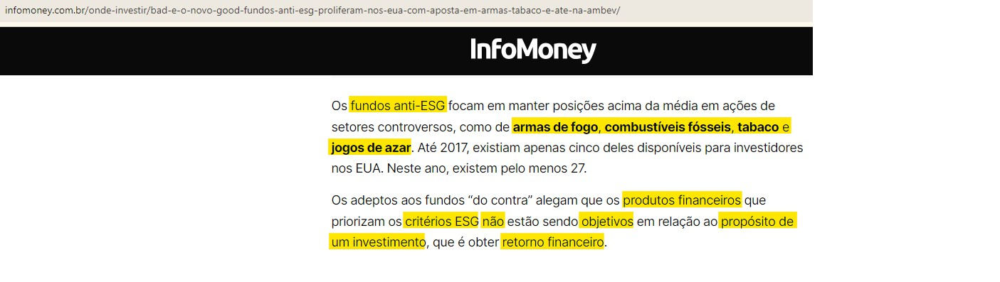 infomoney.com.br/onde-investir/bad-e-o-novo-good-fundos-anti-esg-proliferam-nos-eua-com-aposta-em-armas-tabaco-e-ate-na-ambev/
InfoMoney
Os fundos anti-ESG focam em manter posições acima da média em ações de
setores controversos, como de armas de fogo, combustíveis fósseis, tabaco e
jogos de azar. Até 2017, existiam apenas cinco deles disponíveis para investidores
nos EUA. Neste ano, existem pelo menos 27.
Os adeptos aos fundos “do contra” alegam que os produtos financeiros que
priorizam os critérios ESG não estão sendo objetivos em relação ao propósito de
um investimento, que é obter retorno financeiro.